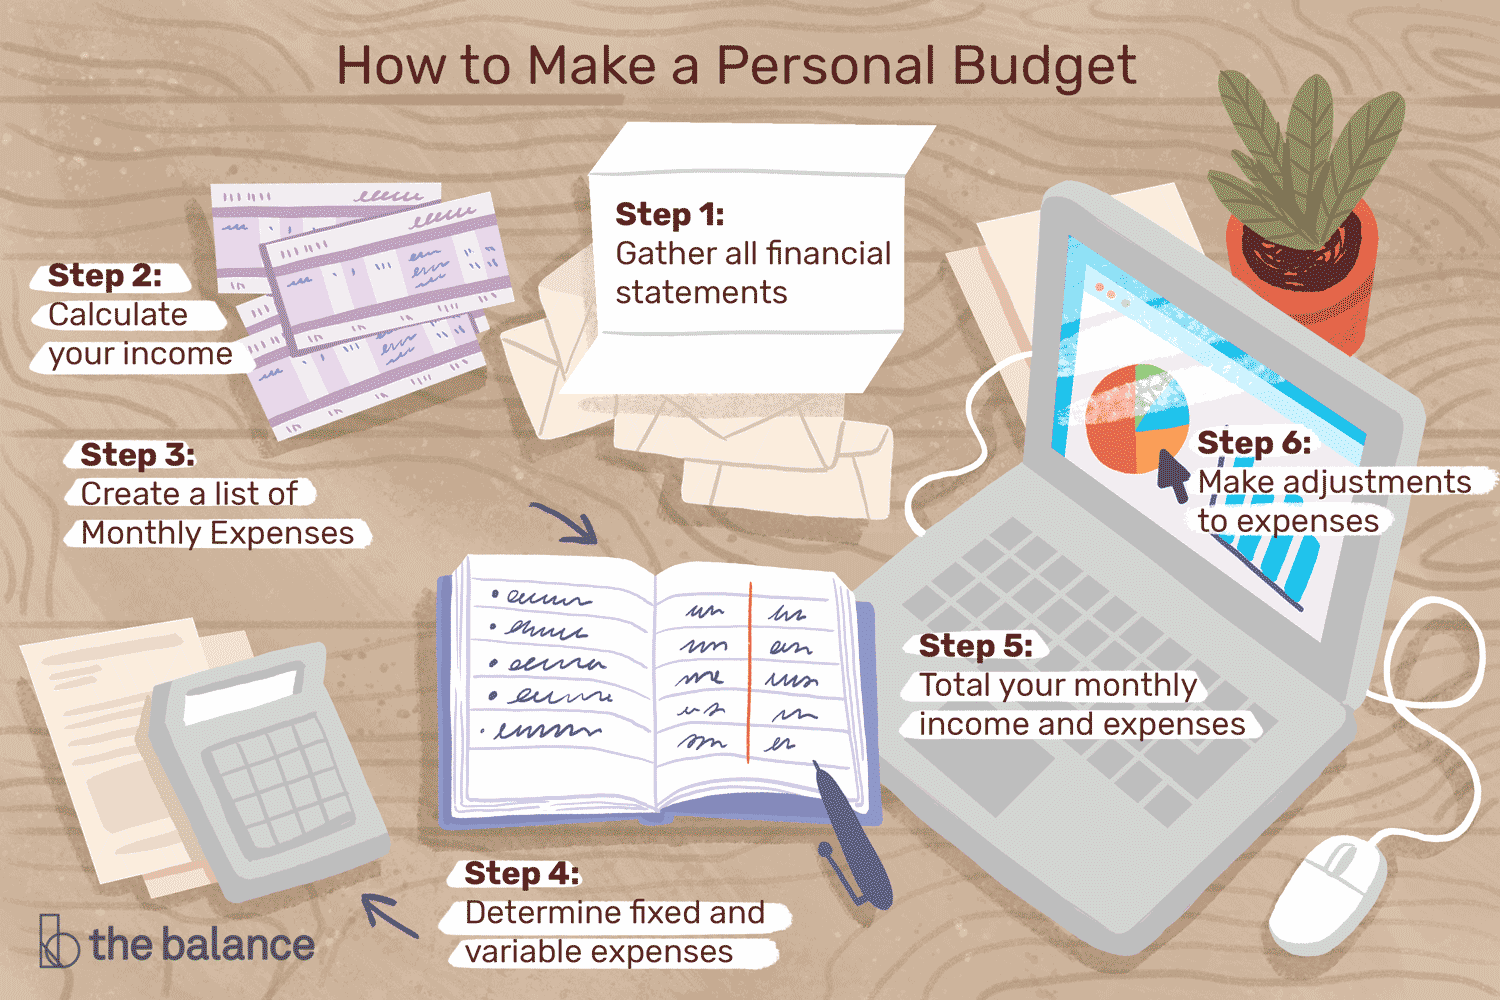 How to Make a Personal Budget
Step 1:
Gather all financial
statements
Step 2:
Calculate
your income
Step 3:
Create a list of
Monthly Expenses
Step 4:
Determine fixed and
variable expenses
Step 5:
Total your monthly
income and expenses
Step 6:
Make adjustments
to expenses
the balance